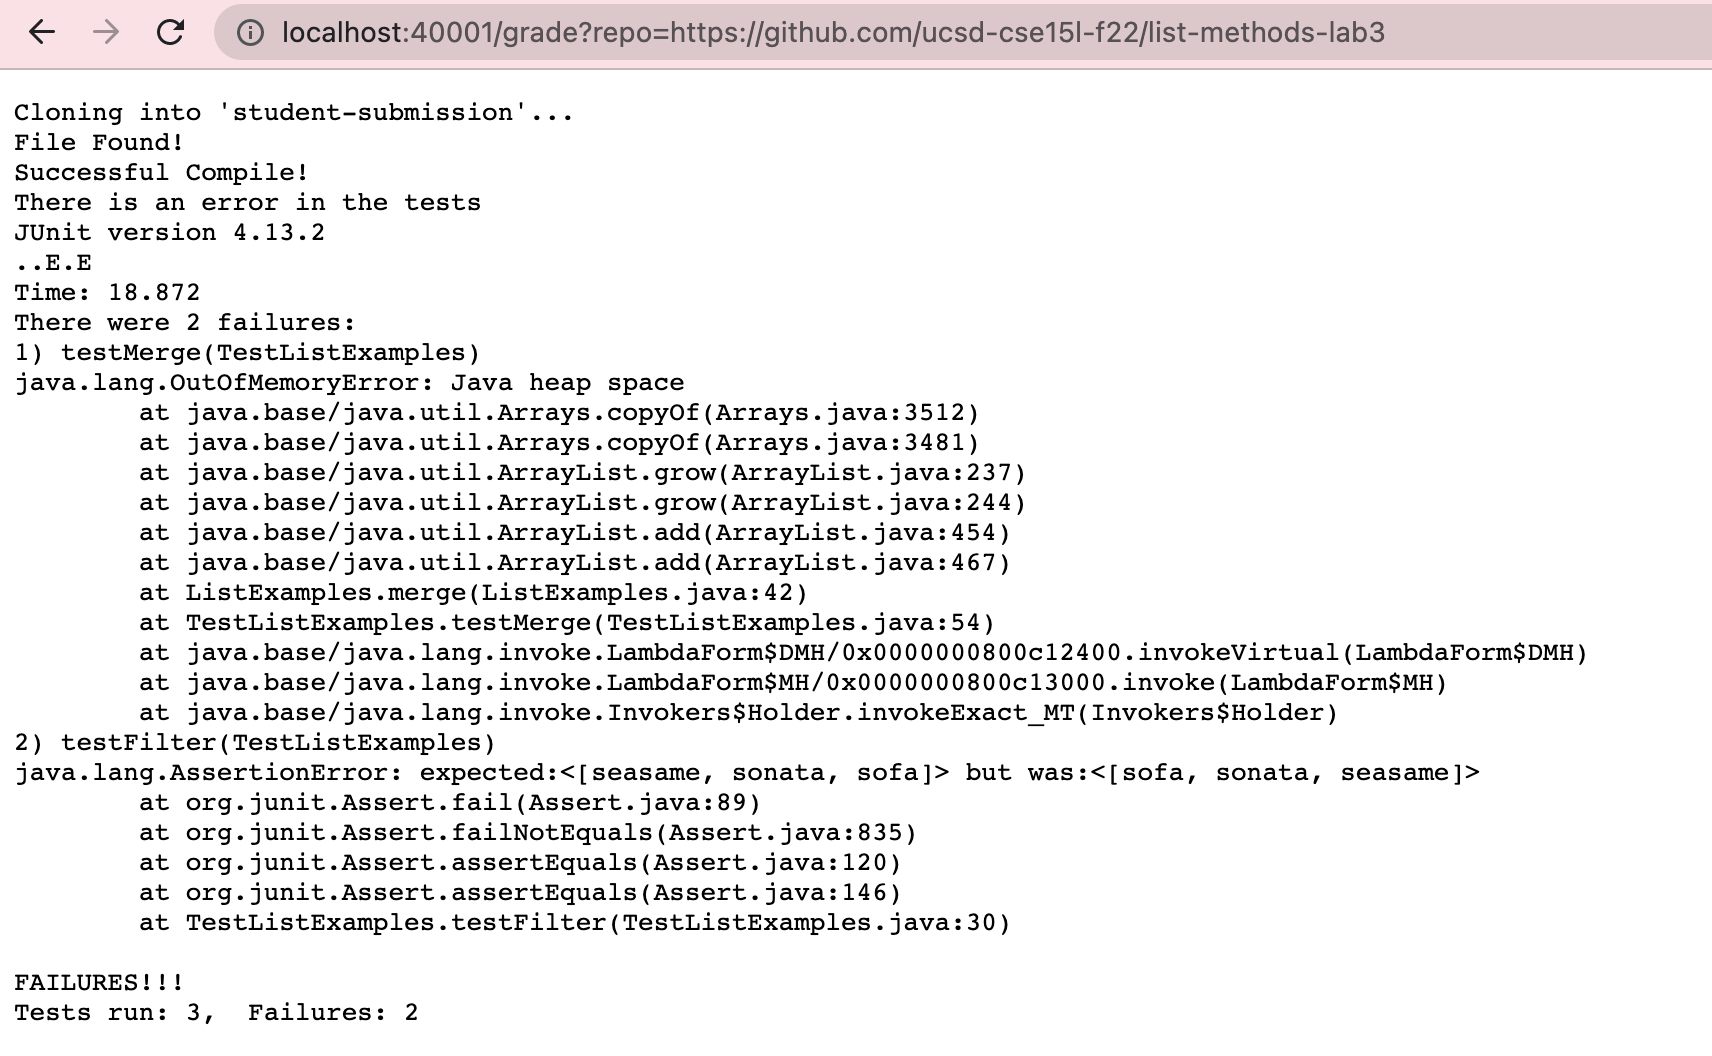 localhost:40001/grade?repo=https://github.com/ucsd-cse15l-f22/list-methods-lab3
Cloning into 'student-submission'...
File Found!
Successful Compile!
There is an error in the tests
JUnit version 4.13.2
..E.E
Time: 18.872
There were 2 failures:
1) testMerge(TestListExamples)
java.lang.OutOfMemoryError: Java heap space
        at java.base/java.util.Arrays.copyOf(Arrays.java:3512)
        at java.base/java.util.Arrays.copyOf(Arrays.java:3481)
        at java.base/java.util.ArrayList.grow(ArrayList.java:237)
        at java.base/java.util.ArrayList.grow(ArrayList.java:244)
        at java.base/java.util.ArrayList.add(ArrayList.java:454)
        at java.base/java.util.ArrayList.add(ArrayList.java:467)
        at ListExamples.merge(ListExamples.java:42)
        at TestListExamples.testMerge(TestListExamples.java:54)
        at java.base/java.lang.invoke.LambdaForm$DMH/0x0000000800c12400.invokeVirtual(LambdaForm$DMH)
        at java.base/java.lang.invoke.LambdaForm$MH/0x0000000800c13000.invoke(LambdaForm$MH)
        at java.base/java.lang.invoke.Invokers$Holder.invokeExact_MT(Invokers$Holder)
2) testFilter(TestListExamples)
java.lang.AssertionError: expected:<[seasame, sonata, sofa]> but was:<[sofa, sonata, seasame]>
        at org.junit.Assert.fail(Assert.java:89)
        at org.junit.Assert.failNotEquals(Assert.java:835)
        at org.junit.Assert.assertEquals(Assert.java:120)
        at org.junit.Assert.assertEquals(Assert.java:146)
        at TestListExamples.testFilter(TestListExamples.java:30)
FAILURES!!!
Tests run: 3,  Failures: 2